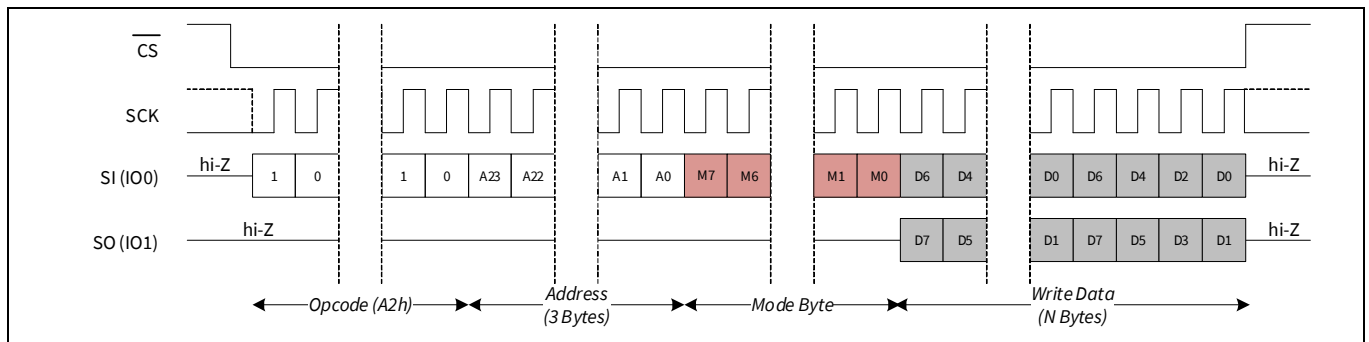 CS
SCK
SI (IO0) hi-Z 1 0 1 0 A23 A22 A1 A0 M7 M6 M1 M0 D6 D4 D0 D6 D4 D2 D0 hi-Z
SO (IO1) hi-Z D7 D5 D1 D7 D5 D3 D1 hi-Z
Opcode (A2h) Address (3 Bytes) Mode Byte Write Data (N Bytes)